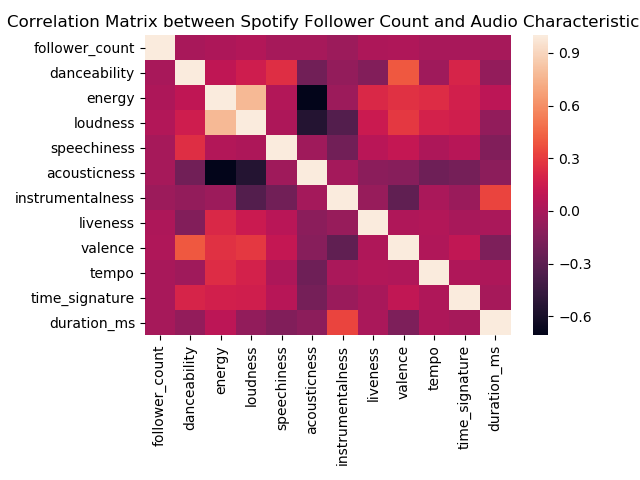 Correlation Matrix between Spotify Follower Count and Audio Characteristic
follower_count
danceability
energy
loudness
speechiness
acousticness
instrumentalness
liveness
valence
tempo
time_signature
duration_ms
follower_count
danceability
energy
loudness
speechiness
acousticness
instrumentalness
liveness
valence
tempo
time_signature
duration_ms
0.9
0.6
0.3
0.0
−0.3
−0.6